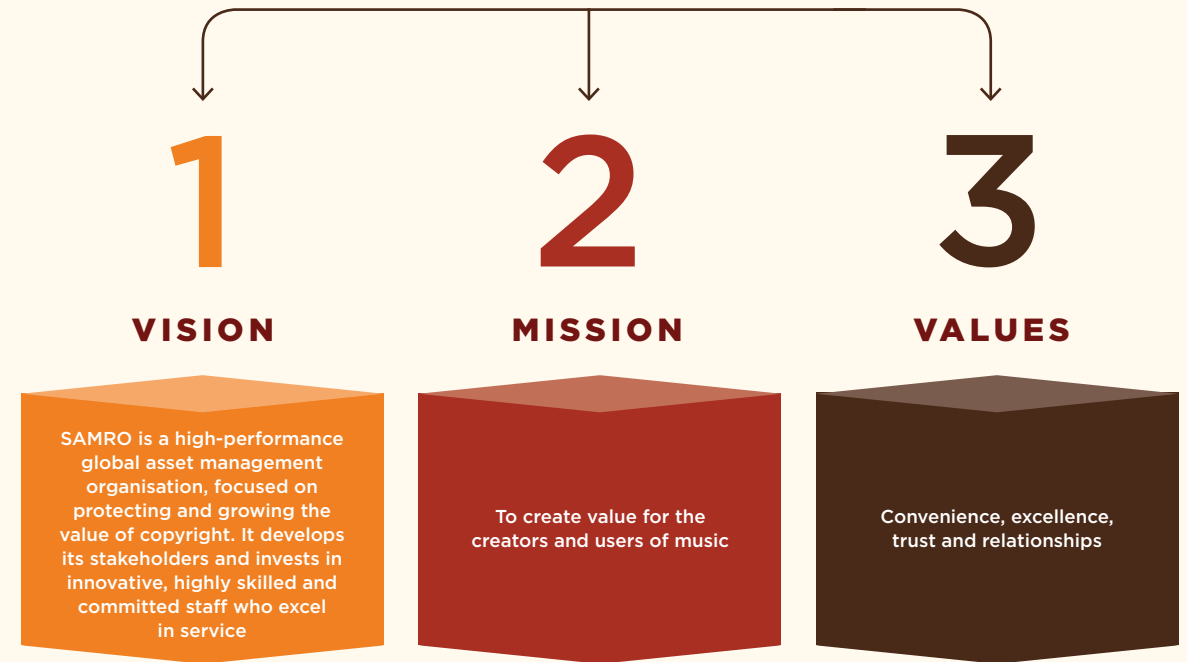 1
VISION
SAMRO is a high-performance
global asset management
organisation, focused on
protecting and growing the
value of copyright. It develops
its stakeholders and invests in
innovative, highly skilled and
committed staff who excel
in service
2
MISSION
To create value for the
creators and users of music
3
VALUES
Convenience, excellence,
trust and relationships